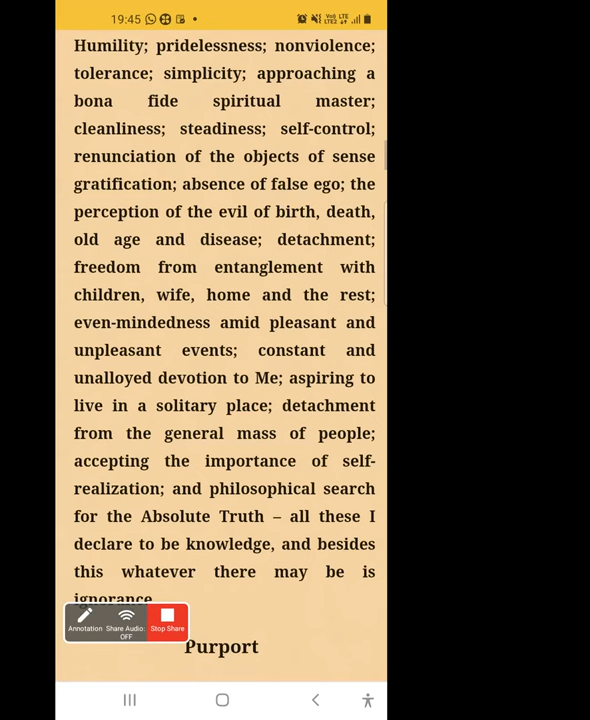 19:45
Vo5 LTE
LTE2
Humility; pridelessness; nonviolence;
tolerance; simplicity; approaching a
bona fide spiritual master;
cleanliness; steadiness; self-control;
renunciation of the objects of sense
gratification; absence of false ego; the
perception of the evil of birth, death,
old age and disease; detachment;
freedom from entanglement with
children, wife, home and the rest;
even-mindedness amid pleasant and
unpleasant events; constant and
unalloyed devotion to Me; aspiring to
live in a solitary place; detachment
from the general mass of people;
accepting the importance of self-
realization; and philosophical search
for the Absolute Truth – all these I
declare to be knowledge, and besides
this whatever there may be is
ignorance
Annotation Share Audio: Stop Share
OFF
Purport